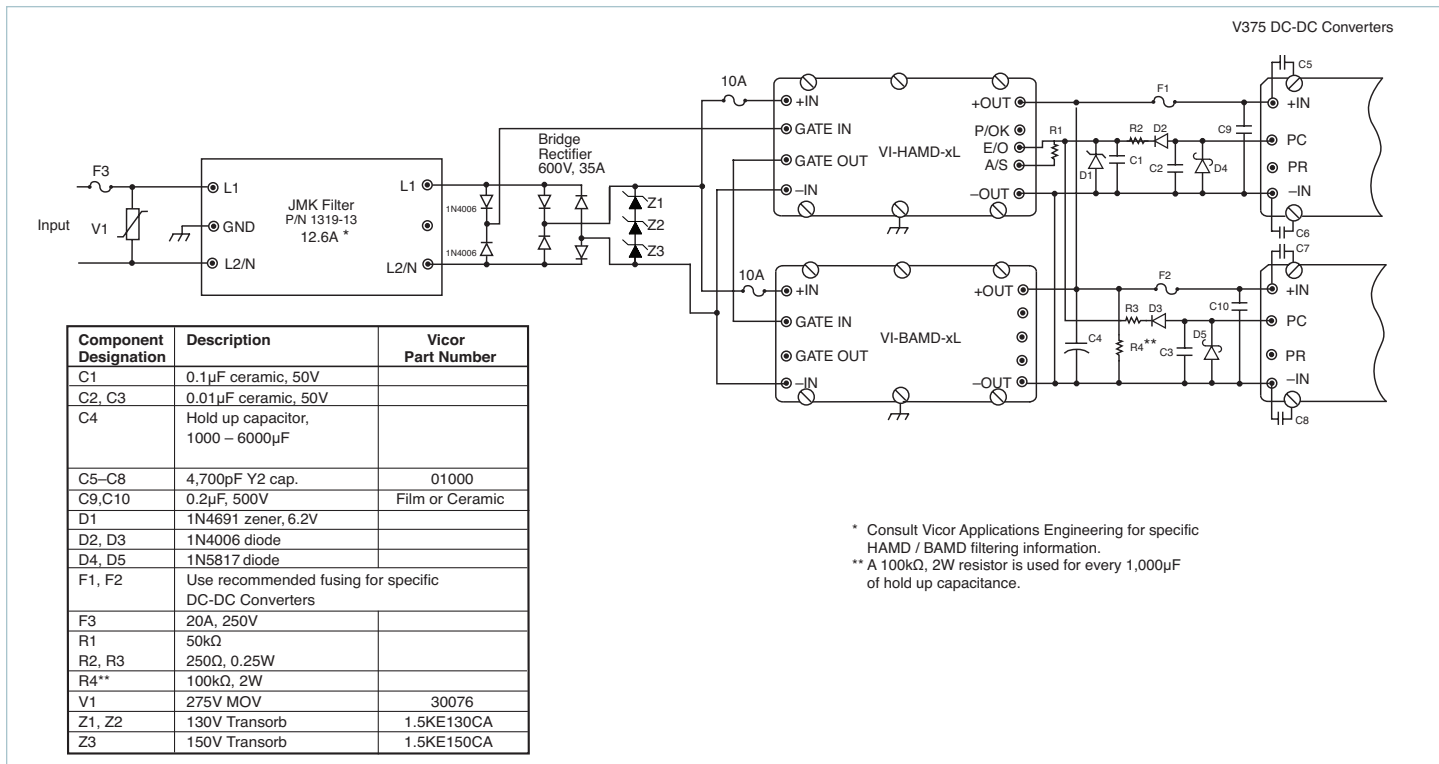 V375 DC-DC Converters
F3
Input
V1
L1
GND
L2/N
JMK Filter
P/N 1319-13
12.6A *
L1
L2/N
1N4006
1N4006
Bridge
Rectifier
600V, 35A
Z1
Z2
Z3
10A
+IN
GATE IN
GATE OUT
–IN
VI-HAMD-xL
+OUT
P/OK
E/O
A/S
–OUT
R1
D1
C1
R2
D2
C2
D4
F1
C9
C5
+IN
PC
PR
–IN
C6
10A
+IN
GATE IN
GATE OUT
–IN
VI-BAMD-xL
+OUT
–OUT
C4
R3
D3
R4**
C3
D5
F2
C10
C7
+IN
PC
PR
–IN
C8
Component Designation Description Vicor Part Number
C1 0.1µF ceramic, 50V
C2, C3 0.01µF ceramic, 50V
C4 Hold up capacitor,
1000 – 6000µF
C5–C8 4,700pF Y2 cap. 01000
C9,C10 0.2µF, 500V Film or Ceramic
D1 1N4691 zener, 6.2V
D2, D3 1N4006 diode
D4, D5 1N5817 diode
F1, F2 Use recommended fusing for specific
DC-DC Converters
F3 20A, 250V
R1 50kΩ
R2, R3 250Ω, 0.25W
R4** 100kΩ, 2W
V1 275V MOV 30076
Z1, Z2 130V Transorb 1.5KE130CA
Z3 150V Transorb 1.5KE150CA
* Consult Vicor Applications Engineering for specific
HAMD / BAMD filtering information.
** A 100kΩ, 2W resistor is used for every 1,000µF
of hold up capacitance.